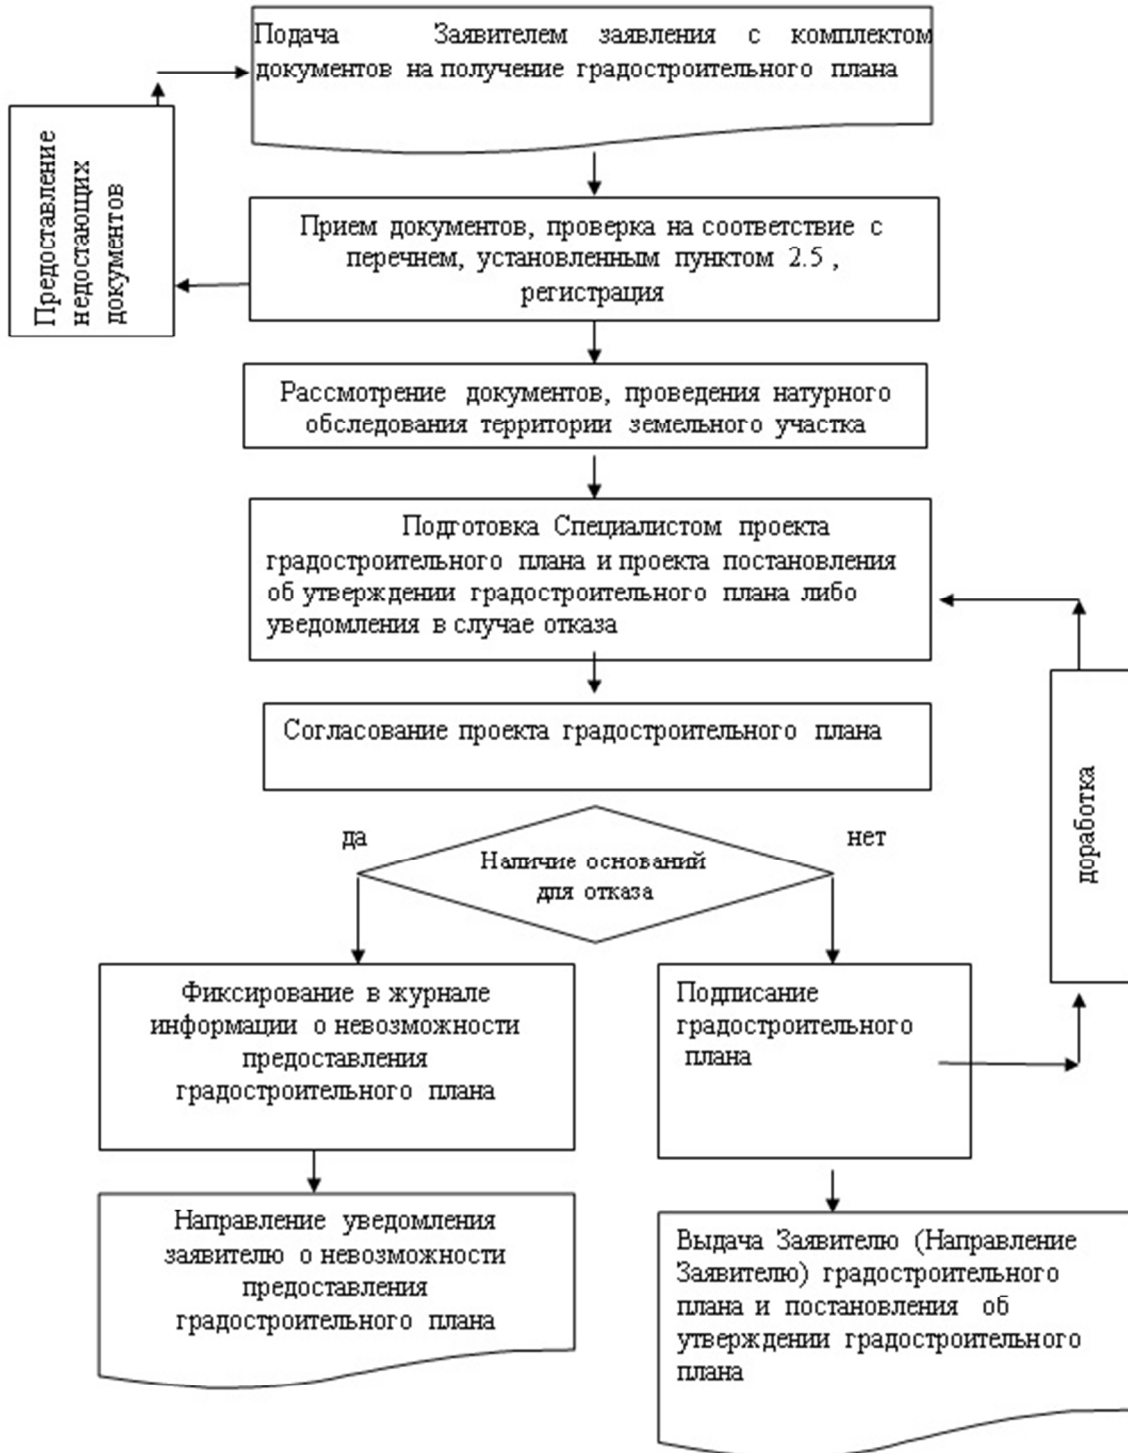 Подача Заявителем заявления с комплектом
документов на получение градостроительного плана
Предоставление
недостающих
документов
Прием документов, проверка на соответствие с
перечнем, установленным пунктом 2.5 ,
регистрация
Рассмотрение документов, проведения натурного
обследования территории земельного участка
Подготовка Специалистом проекта
градостроительного плана и проекта постановления
об утверждении градостроительного плана либо
уведомления в случае отказа
Согласование проекта градостроительного плана
доработка
да
нет
Наличие оснований
для отказа
Фиксирование в журнале
информации о невозможности
предоставления
градостроительного плана
Подписание
градостроительного
плана
Направление уведомления
заявителю о невозможности
предоставления
градостроительного плана
Выдача Заявителю (Направление
Заявителю) градостроительного
плана и постановления об
утверждении градостроительного
плана